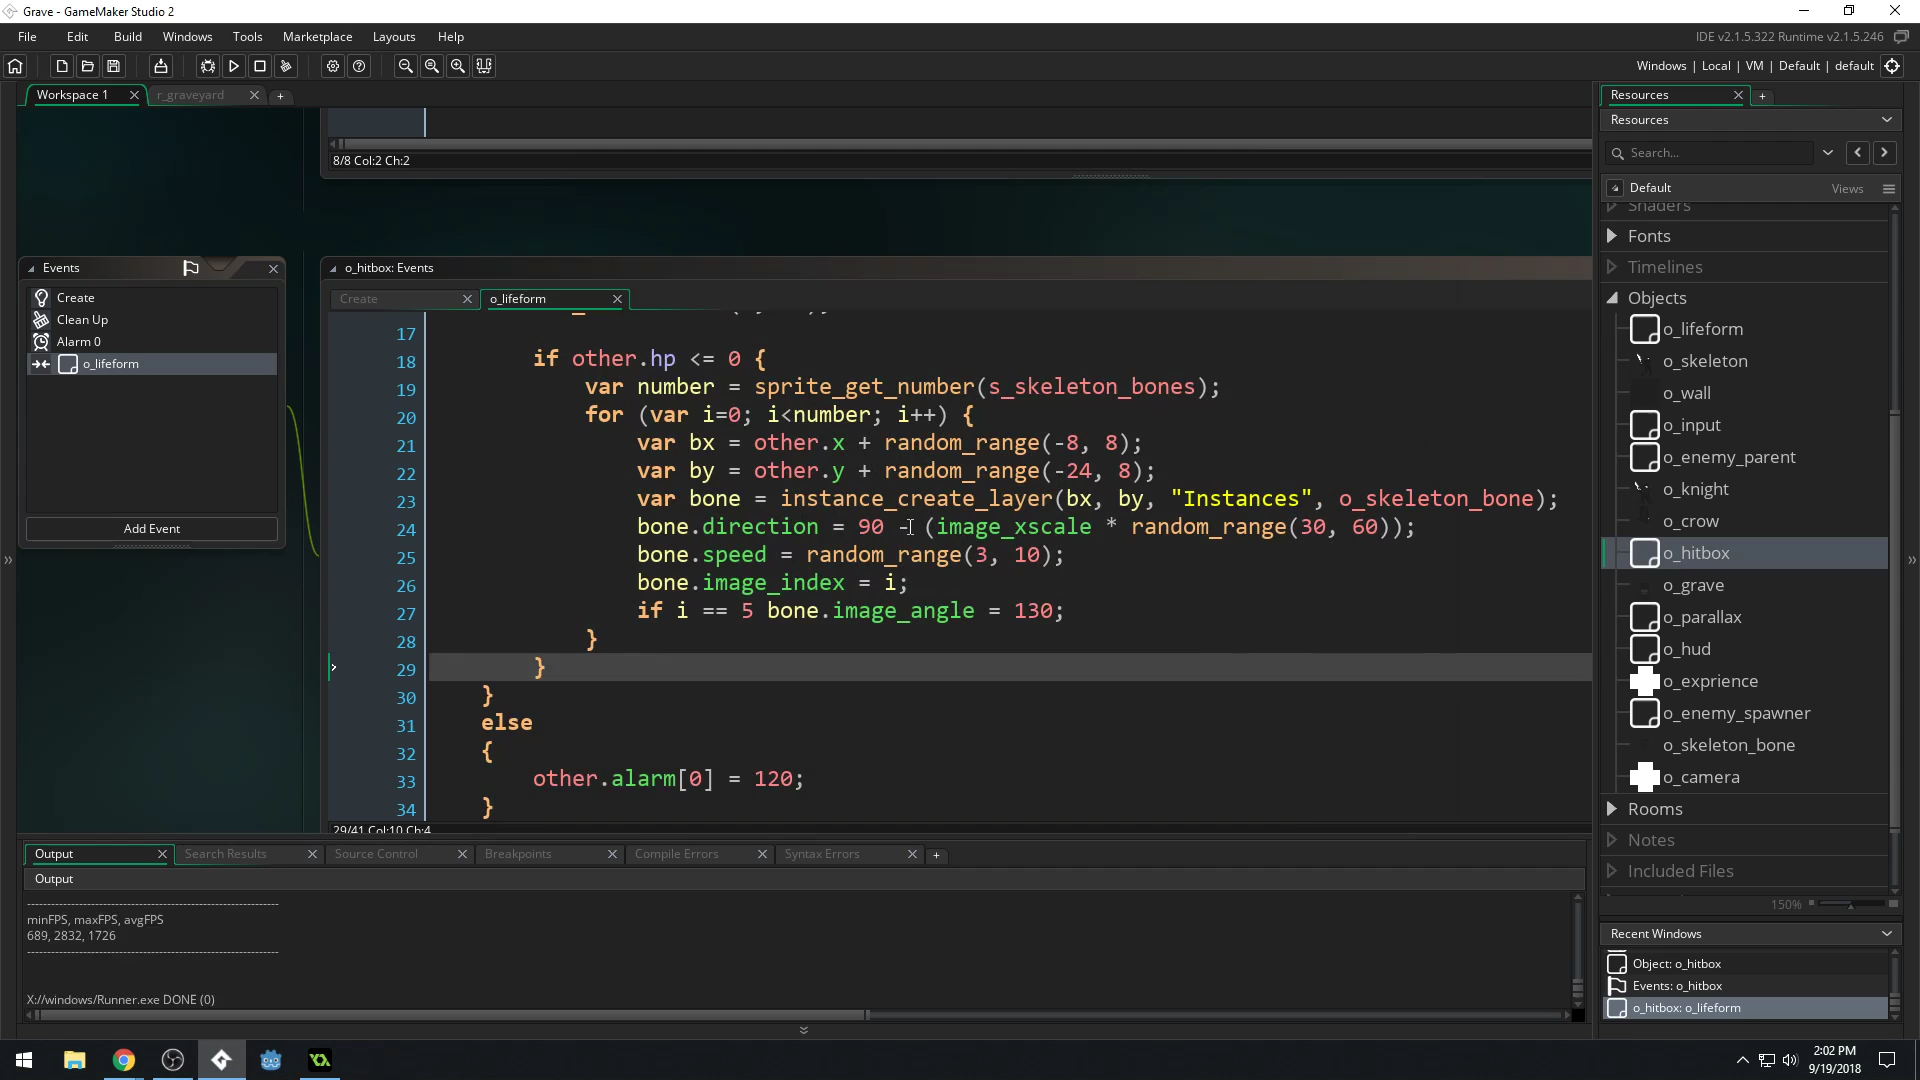 Grave - GameMaker Studio 2
File Edit Build Windows Tools Marketplace Layouts Help
IDE v2.1.5.322 Runtime v2.1.5.246
Windows | Local | VM | Default | default
Workspace 1
r_graveyard
8/8 Col:2 Ch:2
Events
Create
Clean Up
Alarm 0
o_lifeform
Add Event
o_hitbox: Events
Create
o_lifeform
17
18 if other.hp <= 0 {
19 var number = sprite_get_number(s_skeleton_bones);
20 for (var i=0; i<number; i++) {
21 var bx = other.x + random_range(-8, 8);
22 var by = other.y + random_range(-24, 8);
23 var bone = instance_create_layer(bx, by, "Instances", o_skeleton_bone);
24 bone.direction = 90 - (image_xscale * random_range(30, 60));
25 bone.speed = random_range(3, 10);
26 bone.image_index = i;
27 if i == 5 bone.image_angle = 130;
28 }
29 }
30 }
31 else
32 {
33 other.alarm[0] = 120;
34 }
29/41 Col:10 Ch:4
Resources
Resources
Search...
Default
Views
Shaders
Fonts
Timelines
Objects
o_lifeform
o_skeleton
o_wall
o_input
o_enemy_parent
o_knight
o_crow
o_hitbox
o_grave
o_parallax
o_hud
o_exprience
o_enemy_spawner
o_skeleton_bone
o_camera
Rooms
Notes
Included Files
150%
Recent Windows
Object: o_hitbox
Events: o_hitbox
o_hitbox: o_lifeform
Output
Search Results
Source Control
Breakpoints
Compile Errors
Syntax Errors
Output
minFPS, maxFPS, avgFPS
689, 2832, 1726
X://windows/Runner.exe DONE (0)
2:02 PM
9/19/2018